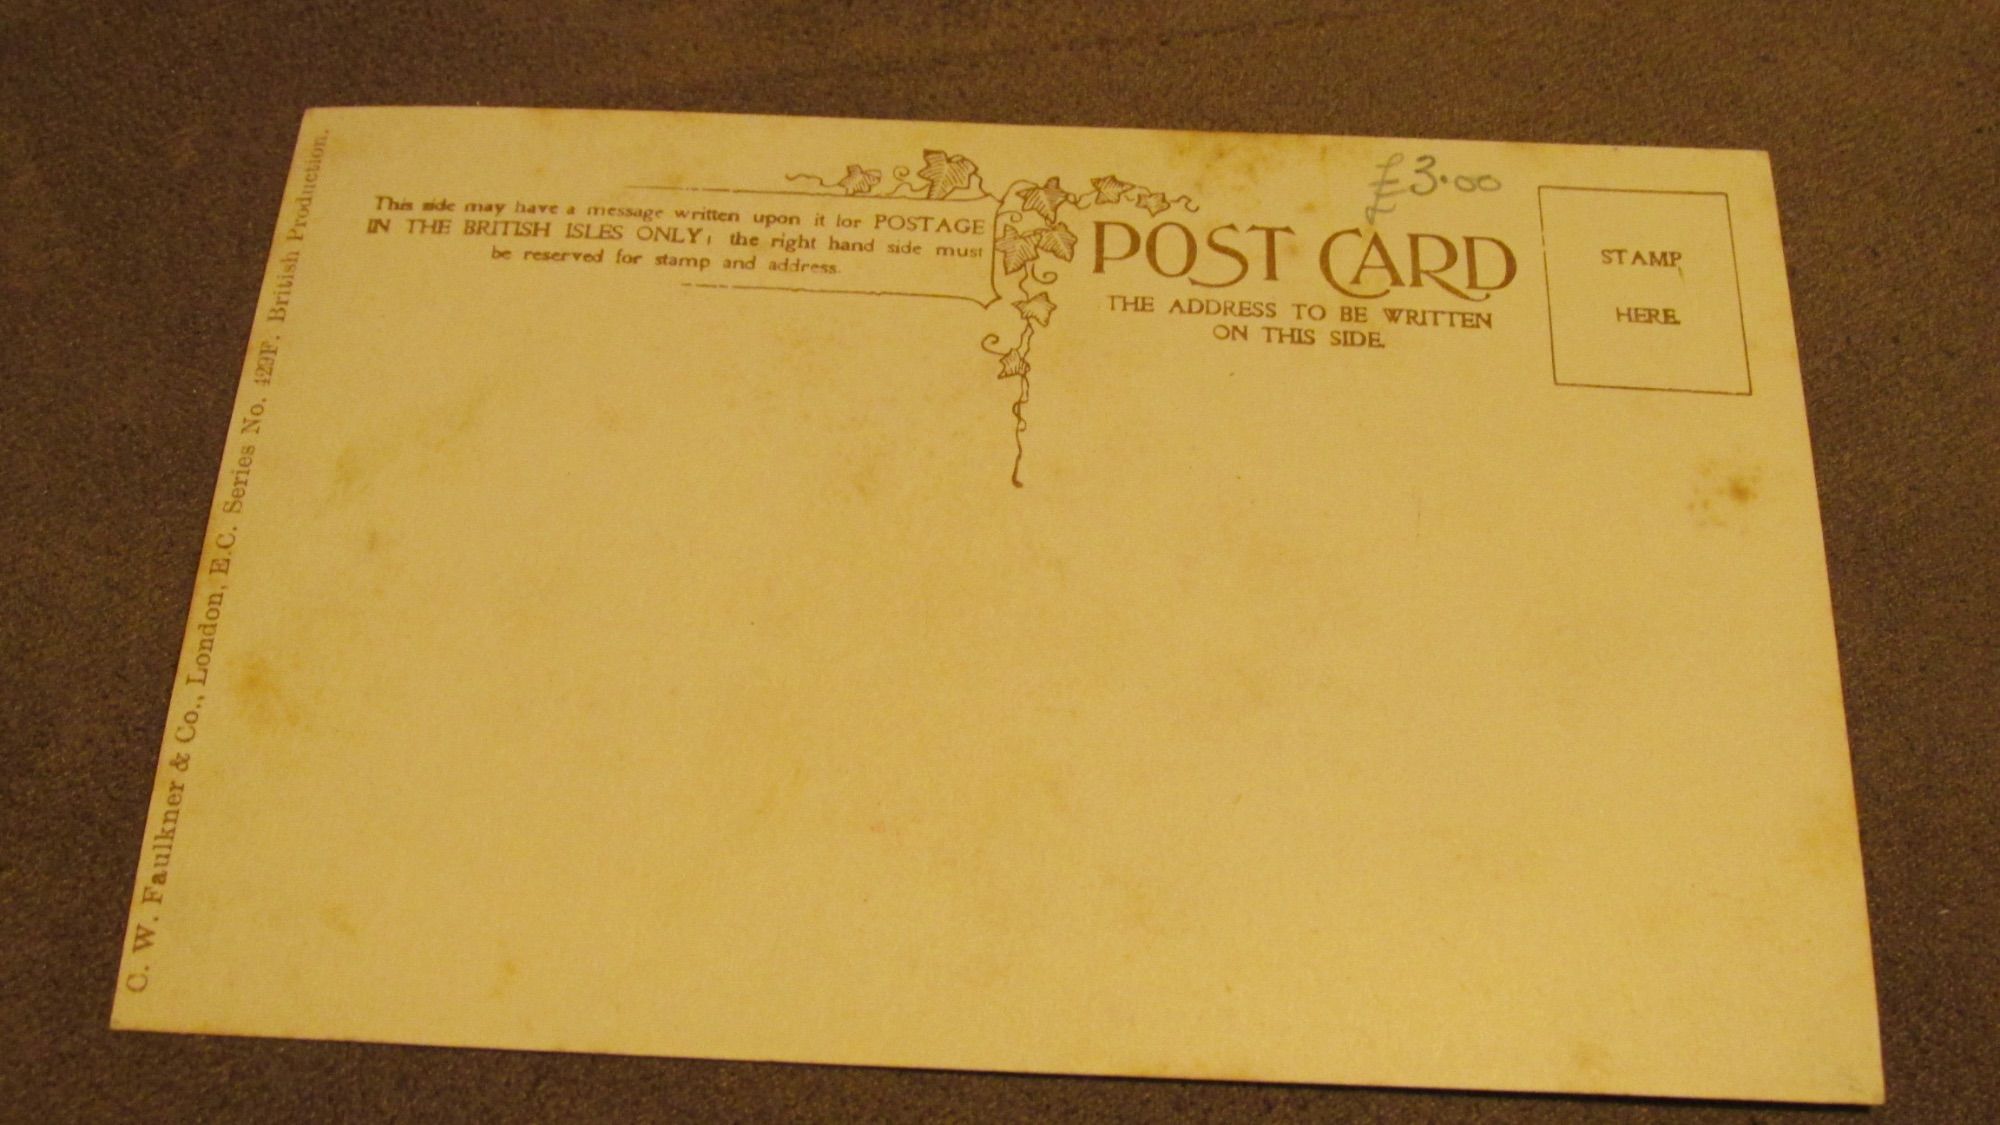 This side may have a message written upon it for POSTAGE
IN THE BRITISH ISLES ONLY; the right hand side must
be reserved for stamp and address.
£3.00
POST CARD
THE ADDRESS TO BE WRITTEN
ON THIS SIDE.
STAMP
HERE.
C. W. Faulkner & Co., London, E.C. Series No. 429F. British Production.